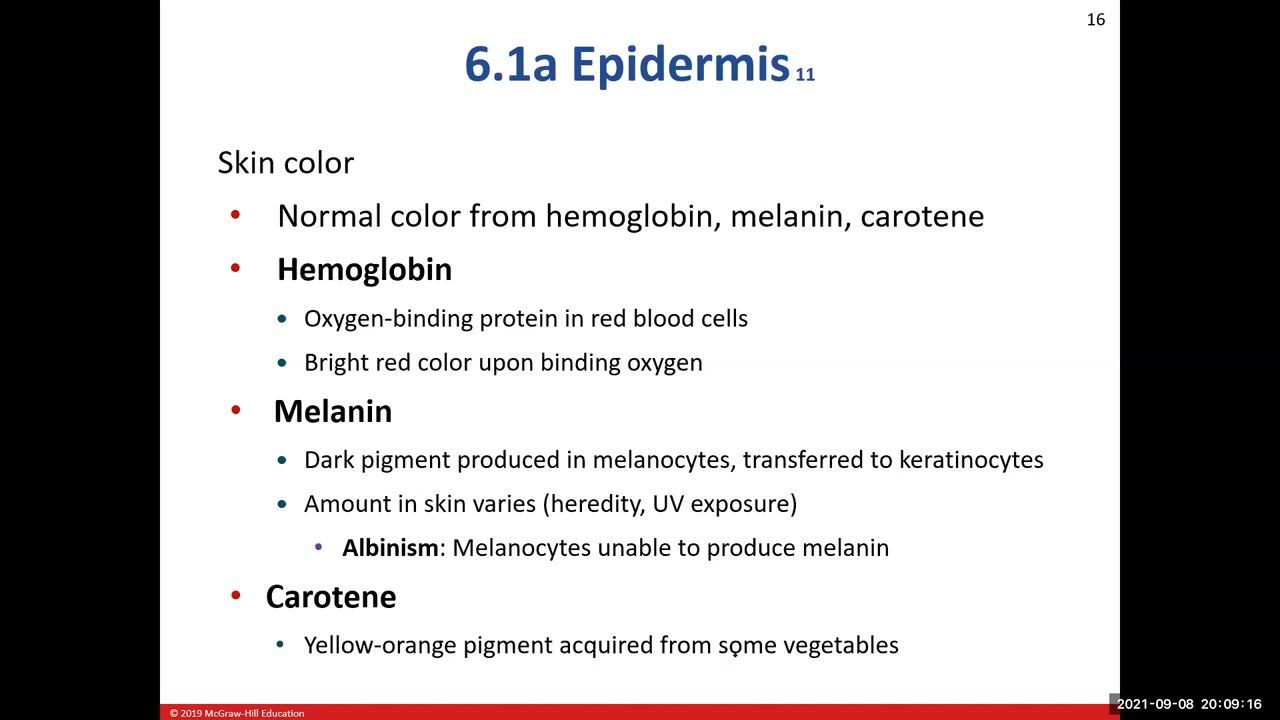 16
6.1a Epidermis 11
Skin color
• Normal color from hemoglobin, melanin, carotene
• Hemoglobin
• Oxygen-binding protein in red blood cells
• Bright red color upon binding oxygen
• Melanin
• Dark pigment produced in melanocytes, transferred to keratinocytes
• Amount in skin varies (heredity, UV exposure)
• Albinism: Melanocytes unable to produce melanin
• Carotene
• Yellow-orange pigment acquired from some vegetables
© 2019 McGraw-Hill Education
2021-09-08 20:09:16